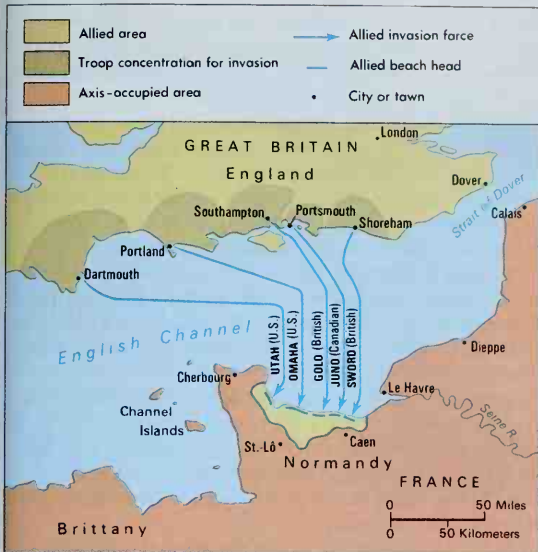 Allied area
Troop concentration for invasion
Axis-occupied area
Allied invasion farce
Allied beach head
City or tawn
GREAT BRITAIN
England
London
Dover
Strait of Dover
Calais
Southampton
Portsmouth
Shoreham
Portland
Dartmouth
English Channel
UTAH (U.S.)
OMAHA (U.S.)
GOLD (British)
JUNO (Canadian)
SWORD (British)
Dieppe
Cherbourg
Le Havre
Seine R.
Channel
Islands
St.-Lô
Caen
Normandy
FRANCE
Brittany
0 50 Miles
0 50 Kilometers